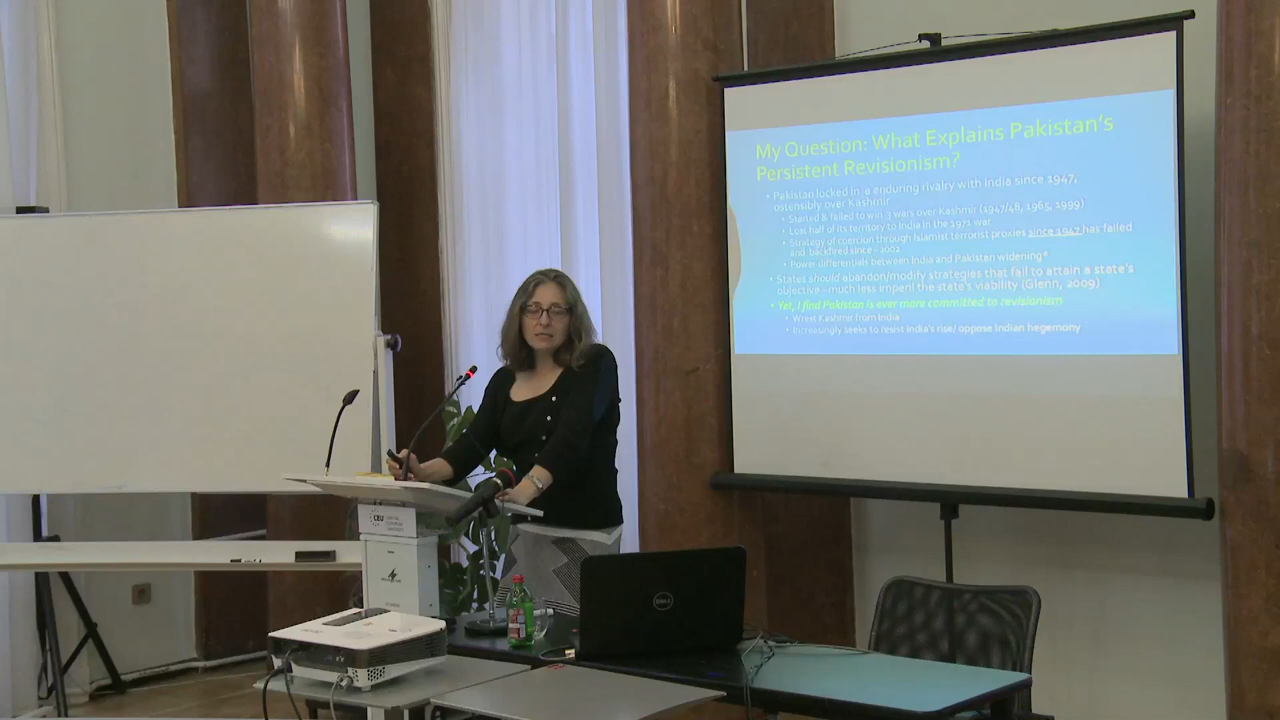 My Question: What Explains Pakistan's
Persistent Revisionism?
• Pakistan locked in a enduring rivalry with India since 1947,
ostensibly over Kashmir
• Started & failed to win 3 wars over Kashmir (1947/48, 1965, 1999)
• Lost half of its territory to India in the 1971 war
• Strategy of coercion through Islamist terrorist proxies since 1947 has failed
and backfired since ~2002
• Power differentials between India and Pakistan widening*
• States should abandon/modify strategies that fail to attain a state's
objective -much less imperil the state's viability (Glenn, 2009)
• Yet, I find Pakistan is ever more committed to revisionism
• Wrest Kashmir from India
• Increasingly seeks to resist India's rise/ oppose Indian hegemony
CEU
DELL